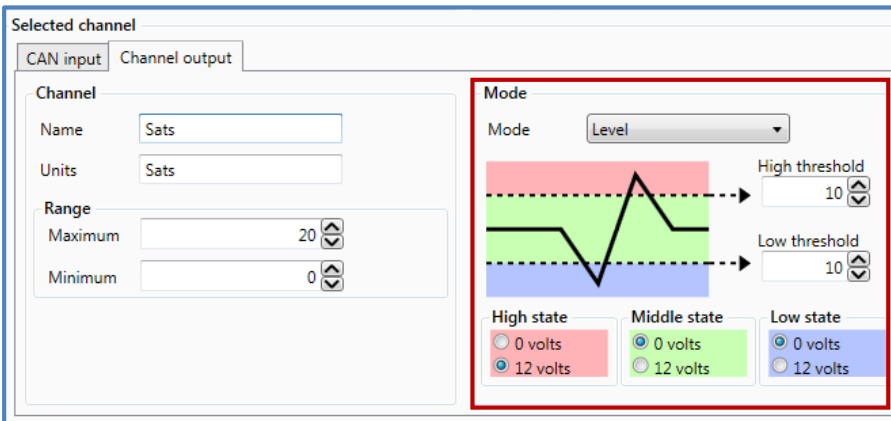 Selected channel
CAN input Channel output
Channel
Name Sats
Units Sats
Range
Maximum 20
Minimum 0
Mode
Mode Level
High threshold
10
Low threshold
10
High state
0 volts
12 volts
Middle state
0 volts
12 volts
Low state
0 volts
12 volts